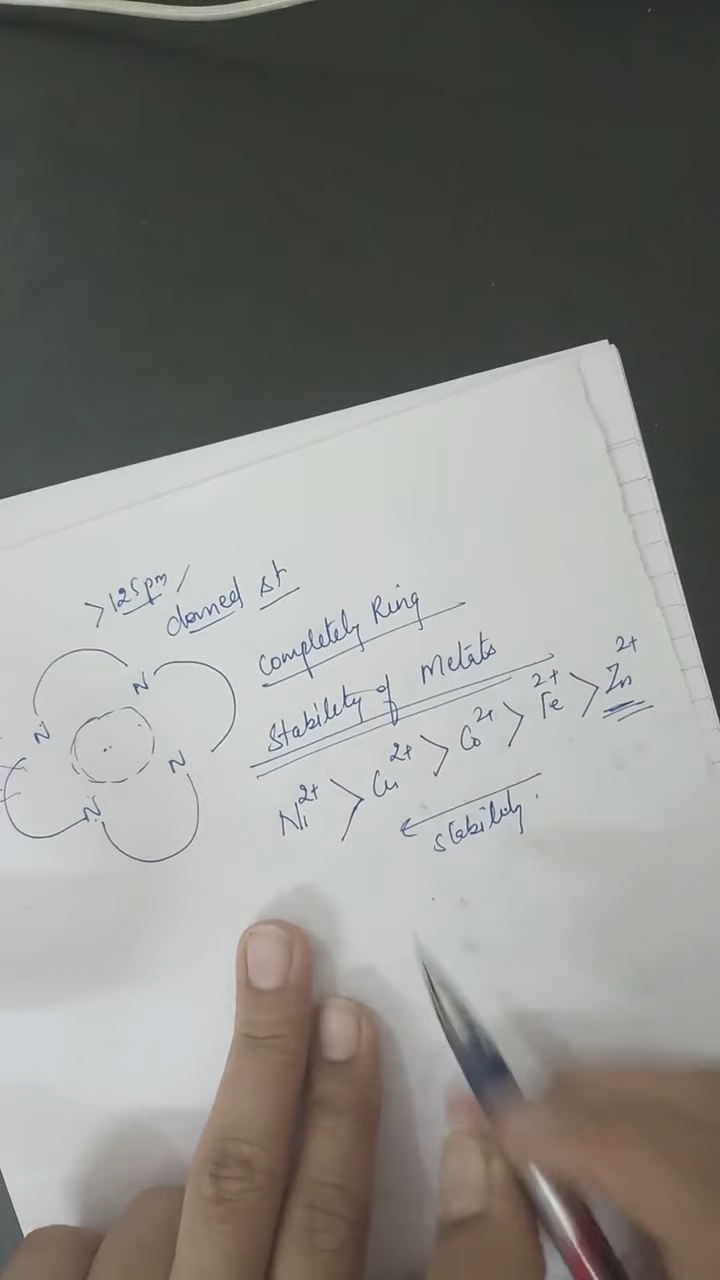 >125pm
domed St
Completely Ring
Stability of Metals
Ni2+ > Cu2+ > Co2+ > Fe2+ > Zn2+
stability.
N
N
N
N